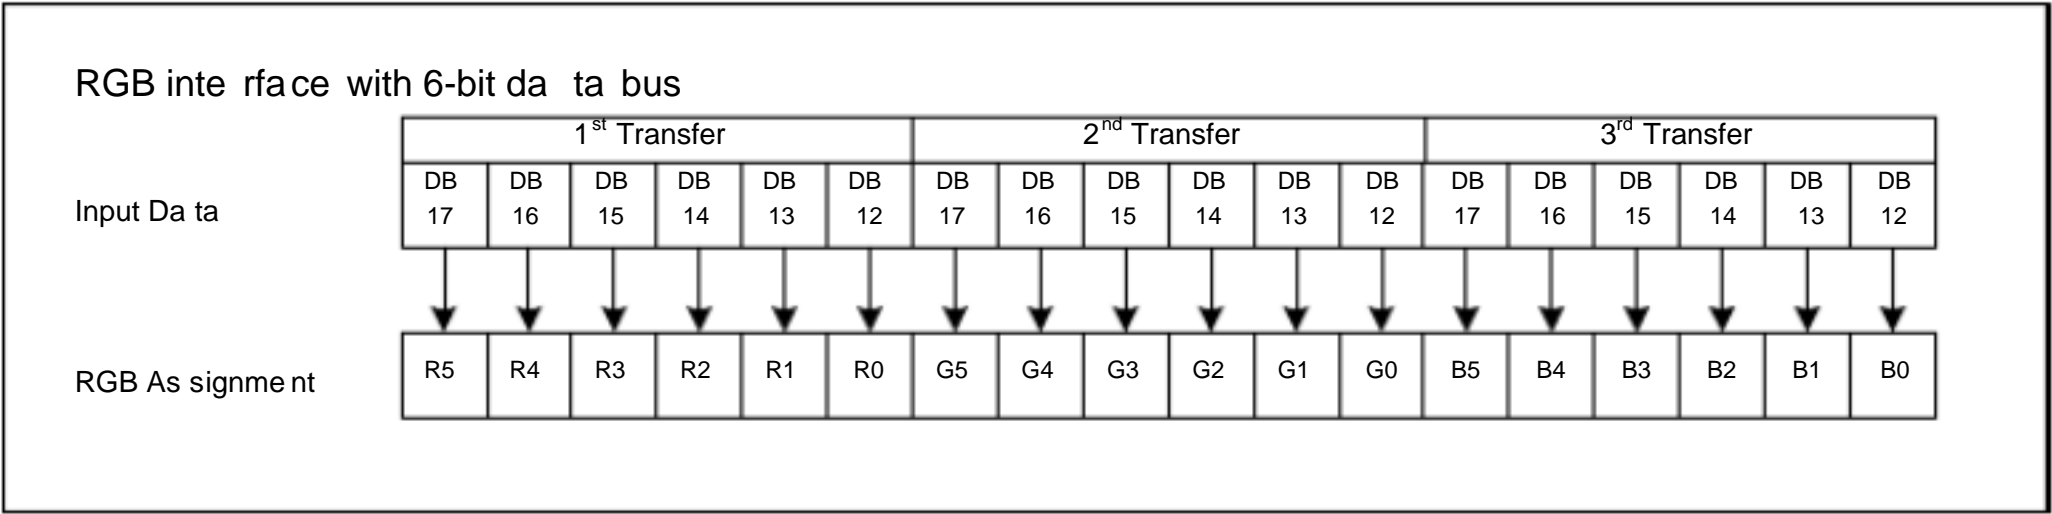 RGB inte rface with 6-bit da ta bus
1st Transfer 2nd Transfer 3rd Transfer
DB DB DB DB DB DB DB DB DB DB DB DB DB DB DB DB DB DB
Input Da ta 17 16 15 14 13 12 17 16 15 14 13 12 17 16 15 14 13 12
RGB As signme nt R5 R4 R3 R2 R1 R0 G5 G4 G3 G2 G1 G0 B5 B4 B3 B2 B1 B0